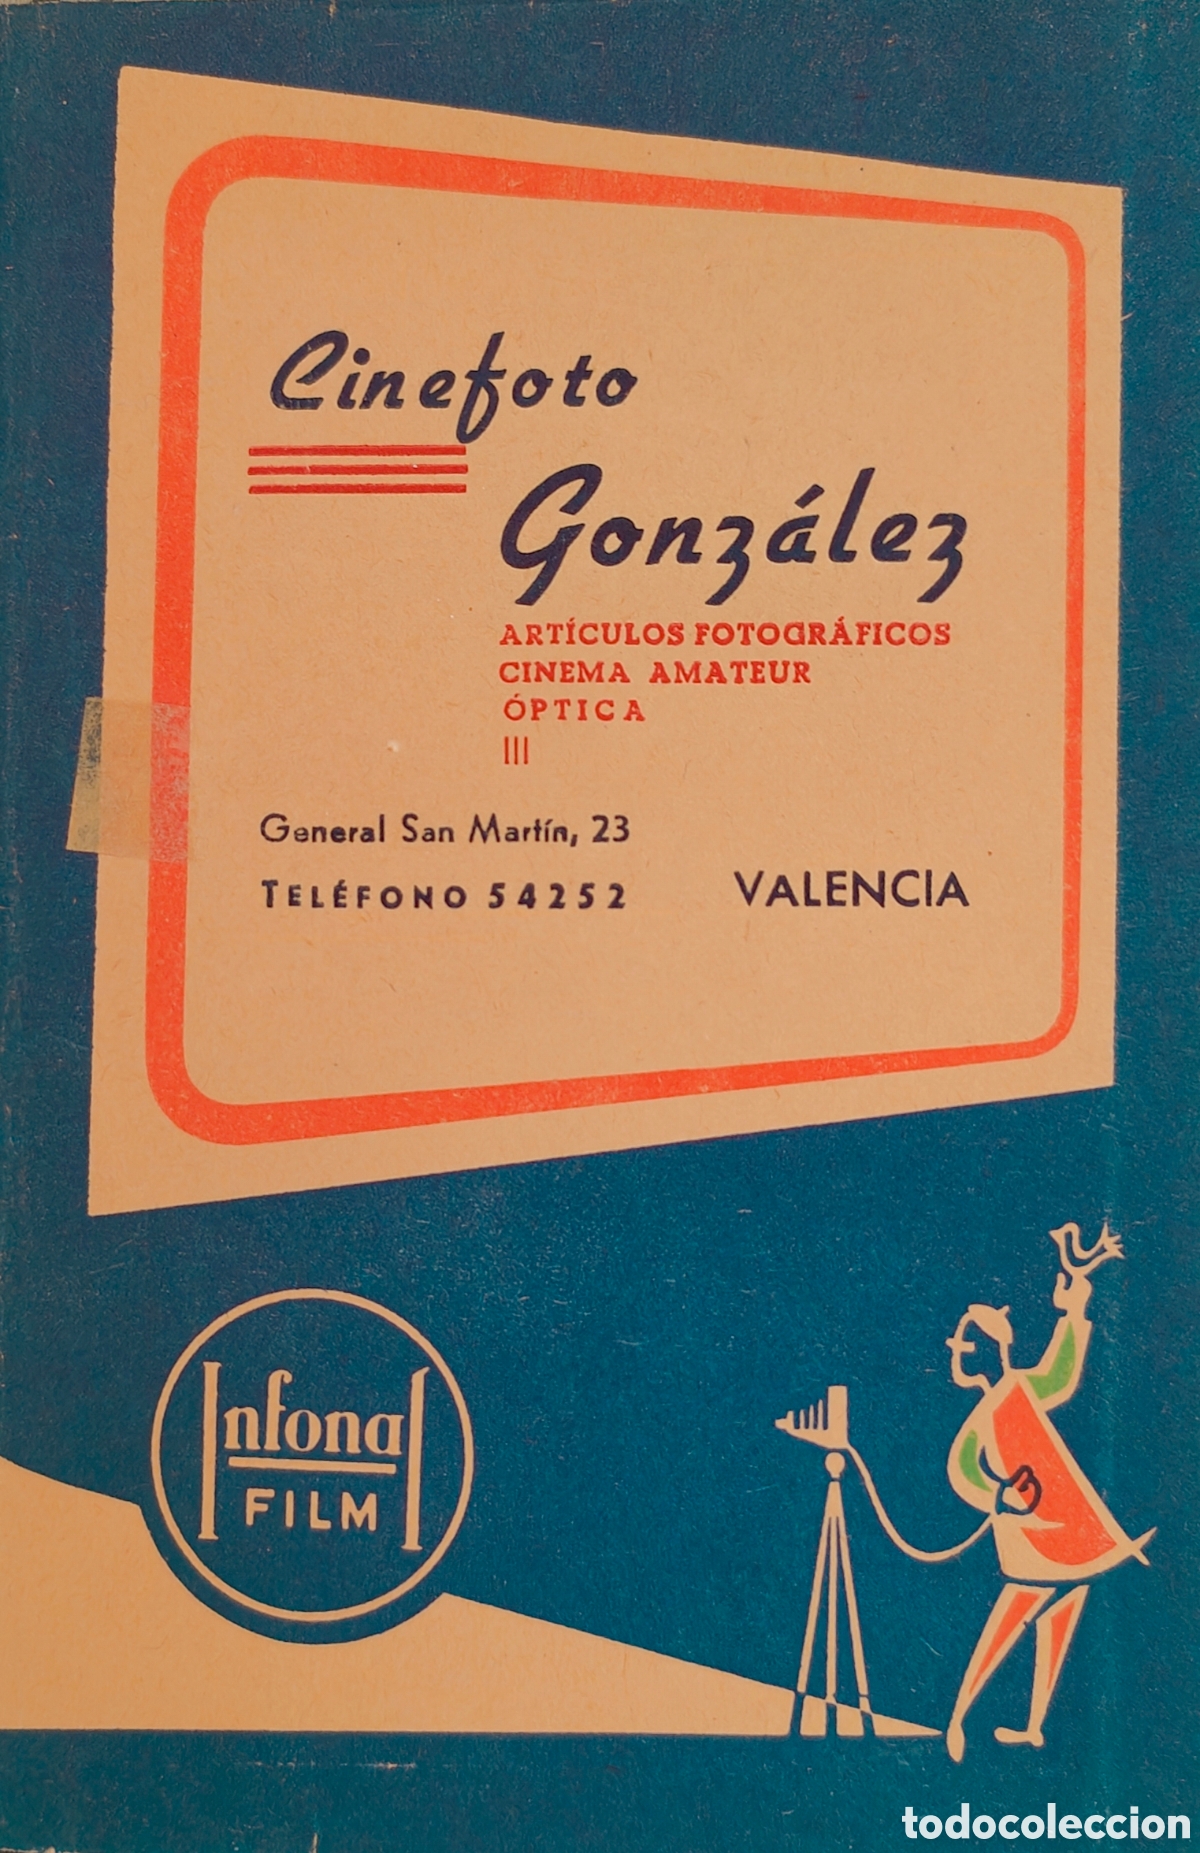 Cinefoto
González
ARTÍCULOS FOTOGRÁFICOS
CINEMA AMATEUR
ÓPTICA
General San Martín, 23
TELÉFONO 54252 VALENCIA
Infonal
FILM
todocoleccion